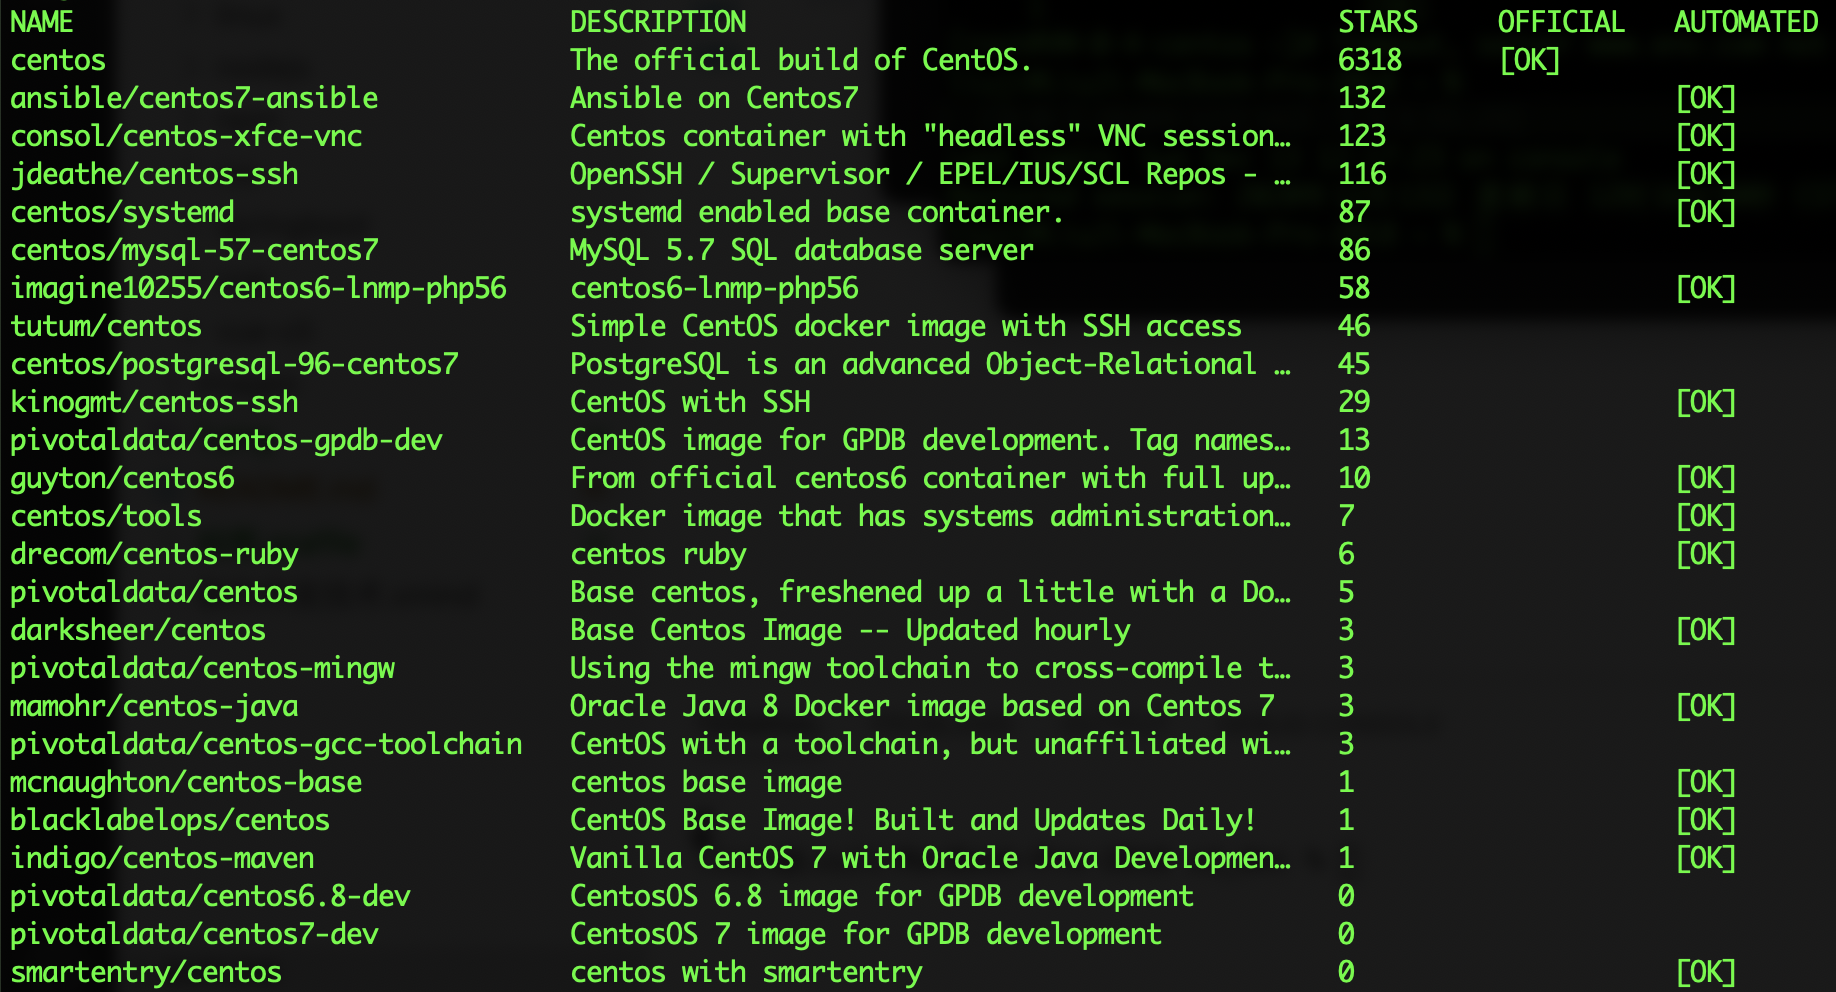 NAME DESCRIPTION STARS OFFICIAL AUTOMATED
centos The official build of CentOS. 6318 [OK]
ansible/centos7-ansible Ansible on Centos7 132 [OK]
consol/centos-xfce-vnc Centos container with "headless" VNC session… 123 [OK]
jdeathe/centos-ssh OpenSSH / Supervisor / EPEL/IUS/SCL Repos - … 116 [OK]
centos/systemd systemd enabled base container. 87 [OK]
centos/mysql-57-centos7 MySQL 5.7 SQL database server 86
imagine10255/centos6-lnmp-php56 centos6-lnmp-php56 58 [OK]
tutum/centos Simple CentOS docker image with SSH access 46
centos/postgresql-96-centos7 PostgreSQL is an advanced Object-Relational … 45
kinogmt/centos-ssh CentOS with SSH 29 [OK]
pivotaldata/centos-gpdb-dev CentOS image for GPDB development. Tag names… 13
guyton/centos6 From official centos6 container with full up… 10 [OK]
centos/tools Docker image that has systems administration… 7 [OK]
drecom/centos-ruby centos ruby 6 [OK]
pivotaldata/centos Base centos, freshened up a little with a Do… 5
darksheer/centos Base Centos Image -- Updated hourly 3 [OK]
pivotaldata/centos-mingw Using the mingw toolchain to cross-compile t… 3
mamohr/centos-java Oracle Java 8 Docker image based on Centos 7 3 [OK]
pivotaldata/centos-gcc-toolchain CentOS with a toolchain, but unaffiliated wi… 3
mcnaughton/centos-base centos base image 1 [OK]
blacklabelops/centos CentOS Base Image! Built and Updates Daily! 1 [OK]
indigo/centos-maven Vanilla CentOS 7 with Oracle Java Developmen… 1 [OK]
pivotaldata/centos6.8-dev CentosOS 6.8 image for GPDB development 0
pivotaldata/centos7-dev CentosOS 7 image for GPDB development 0
smartentry/centos centos with smartentry 0 [OK]